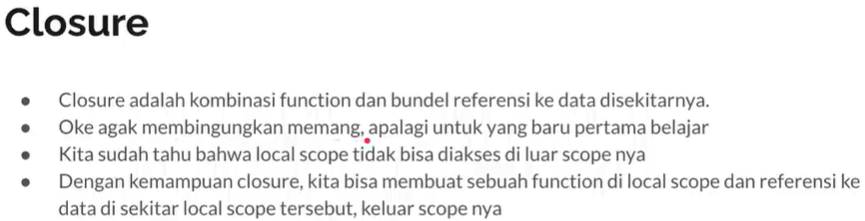 Closure
• Closure adalah kombinasi function dan bundel referensi ke data disekitarnya.
• Oke agak membingungkan memang, apalagi untuk yang baru pertama belajar
• Kita sudah tahu bahwa local scope tidak bisa diakses di luar scope nya
• Dengan kemampuan closure, kita bisa membuat sebuah function di local scope dan referensi ke
data di sekitar local scope tersebut, keluar scope nya